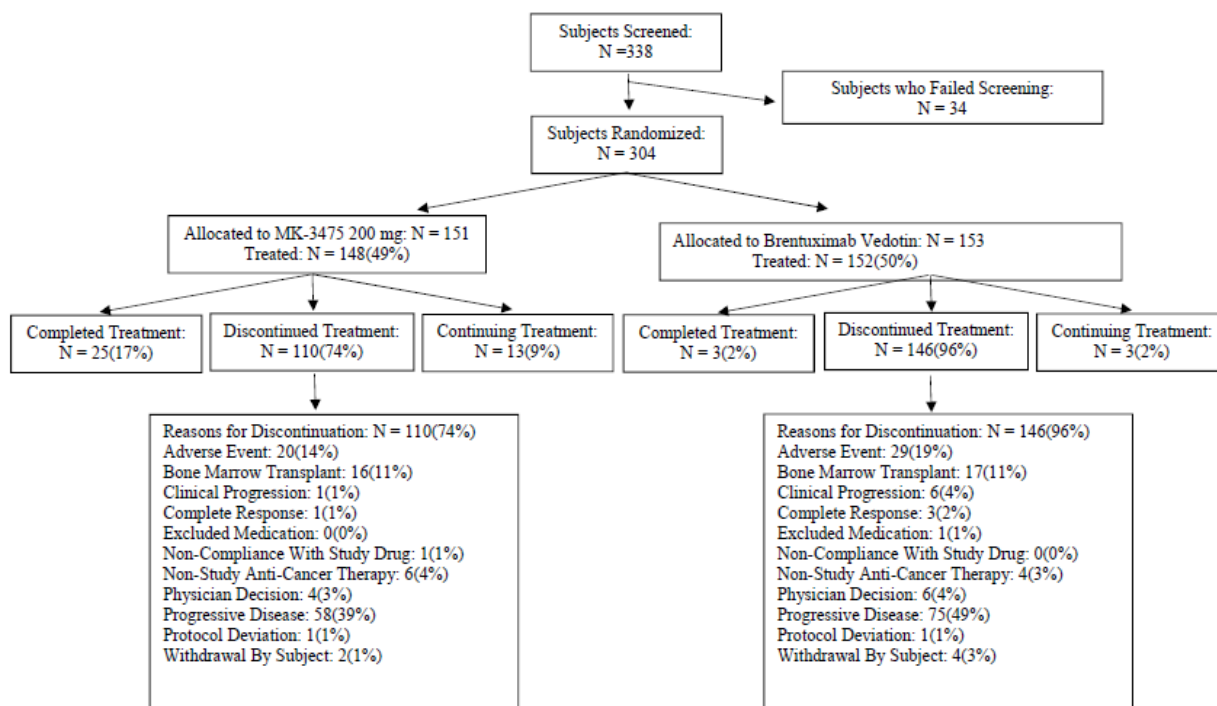 Subjects Screened:
N =338
Subjects who Failed Screening:
N = 34
Subjects Randomized:
N = 304
Allocated to MK-3475 200 mg: N = 151
Treated: N = 148(49%)
Allocated to Brentuximab Vedotin: N = 153
Treated: N = 152(50%)
Completed Treatment:
N = 25(17%)
Discontinued Treatment:
N = 110(74%)
Continuing Treatment:
N = 13(9%)
Completed Treatment:
N = 3(2%)
Discontinued Treatment:
N = 146(96%)
Continuing Treatment:
N = 3(2%)
Reasons for Discontinuation: N = 110(74%)
Adverse Event: 20(14%)
Bone Marrow Transplant: 16(11%)
Clinical Progression: 1(1%)
Complete Response: 1(1%)
Excluded Medication: 0(0%)
Non-Compliance With Study Drug: 1(1%)
Non-Study Anti-Cancer Therapy: 6(4%)
Physician Decision: 4(3%)
Progressive Disease: 58(39%)
Protocol Deviation: 1(1%)
Withdrawal By Subject: 2(1%)
Reasons for Discontinuation: N = 146(96%)
Adverse Event: 29(19%)
Bone Marrow Transplant: 17(11%)
Clinical Progression: 6(4%)
Complete Response: 3(2%)
Excluded Medication: 1(1%)
Non-Compliance With Study Drug: 0(0%)
Non-Study Anti-Cancer Therapy: 4(3%)
Physician Decision: 6(4%)
Progressive Disease: 75(49%)
Protocol Deviation: 1(1%)
Withdrawal By Subject: 4(3%)